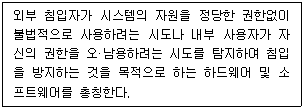 외부 침입자가 시스템의 자원을 정당한 권한없이
불법적으로 사용하려는 시도나 내부 사용자가 자
신의 권한을 오·남용하려는 시도를 탐지하여 침입
을 방지하는 것을 목적으로 하는 하드웨어 및 소
프트웨어를 총칭한다.